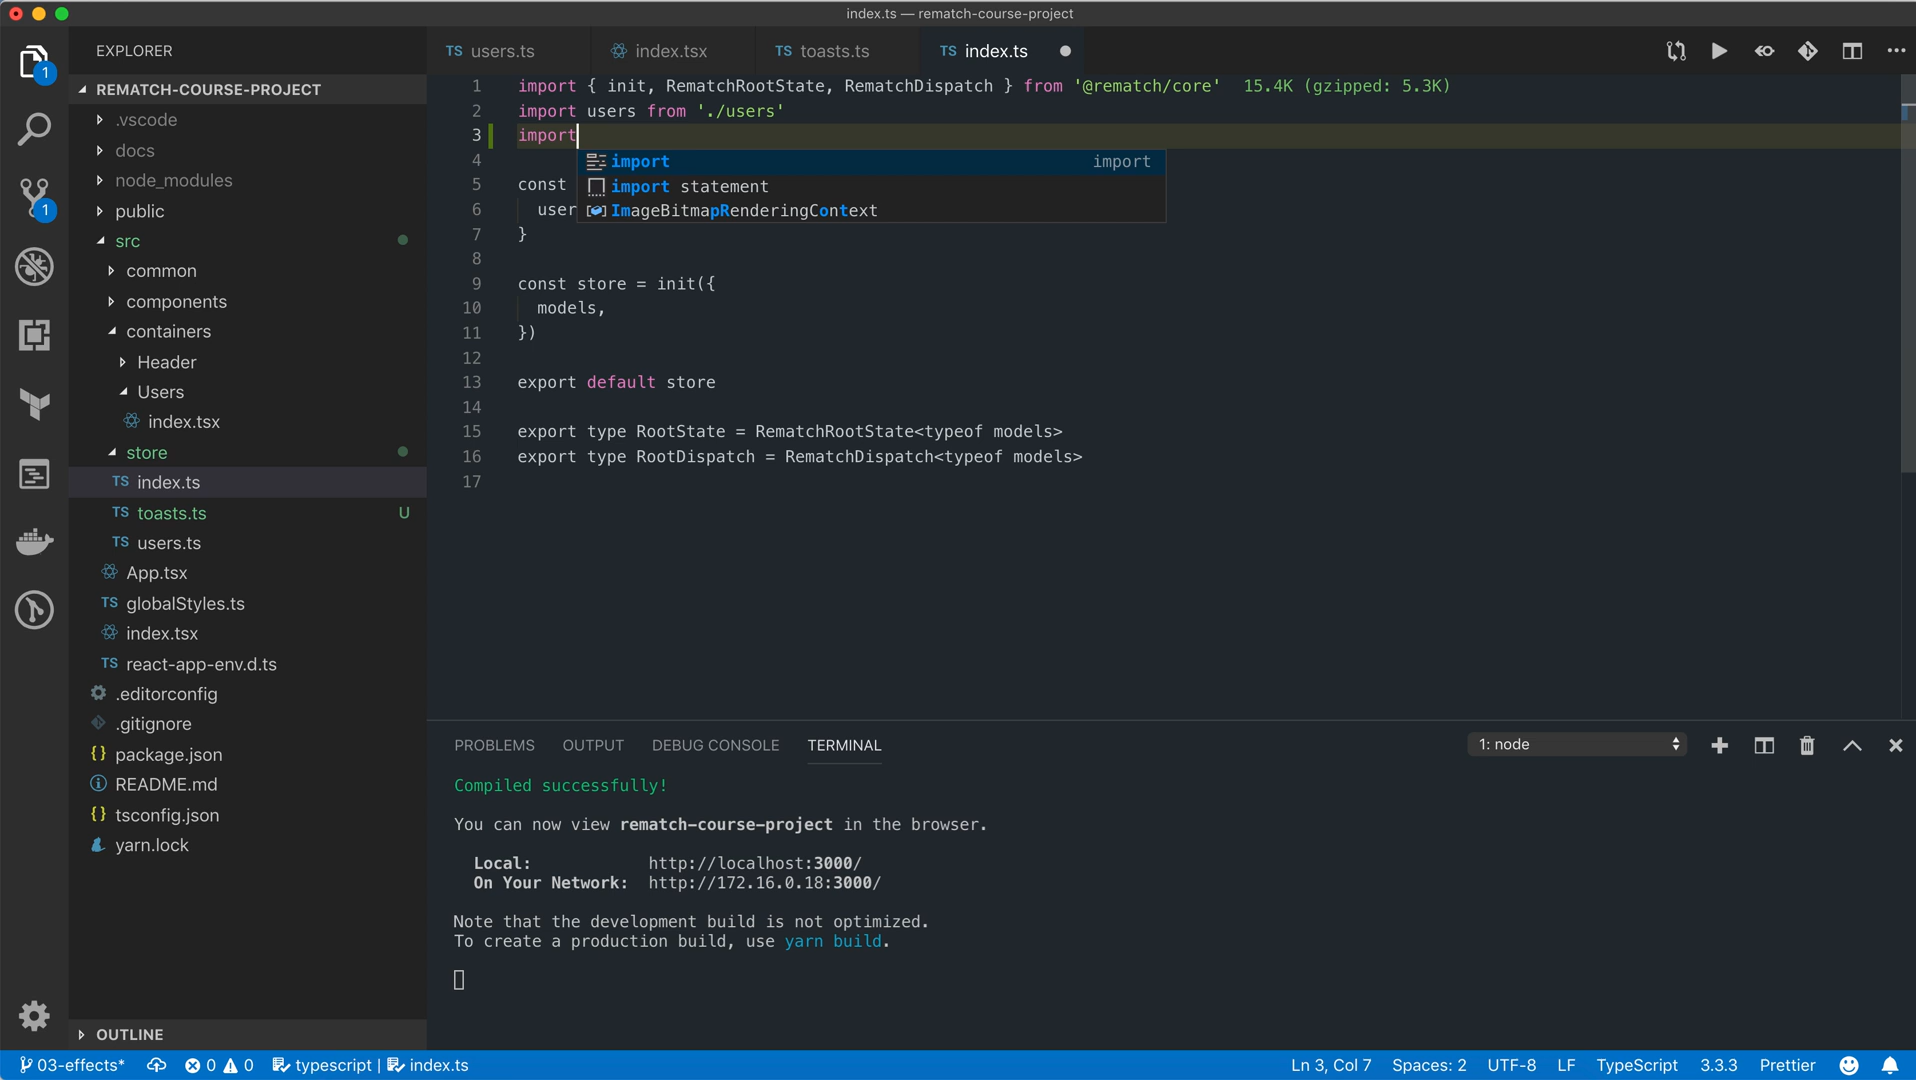 index.ts — rematch-course-project
EXPLORER
REMATCH-COURSE-PROJECT
.vscode
docs
node_modules
public
src
common
components
containers
Header
Users
index.tsx
store
TS index.ts
TS toasts.ts U
TS users.ts
App.tsx
TS globalStyles.ts
index.tsx
TS react-app-env.d.ts
.editorconfig
.gitignore
{} package.json
README.md
{} tsconfig.json
yarn.lock
OUTLINE
1
1
TS users.ts
index.tsx
TS toasts.ts
TS index.ts
1 import { init, RematchRootState, RematchDispatch } from '@rematch/core' 15.4K (gzipped: 5.3K)
2 import users from './users'
3 import
4
5 const
6 user
7 }
8
9 const store = init({
10 models,
11 })
12
13 export default store
14
15 export type RootState = RematchRootState<typeof models>
16 export type RootDispatch = RematchDispatch<typeof models>
17
import import
import statement
ImageBitmapRenderingContext
PROBLEMS OUTPUT DEBUG CONSOLE TERMINAL
1: node
Compiled successfully!
You can now view rematch-course-project in the browser.
Local: http://localhost:3000/
On Your Network: http://172.16.0.18:3000/
Note that the development build is not optimized.
To create a production build, use yarn build.
03-effects* 0 0 typescript | index.ts
Ln 3, Col 7 Spaces: 2 UTF-8 LF TypeScript 3.3.3 Prettier